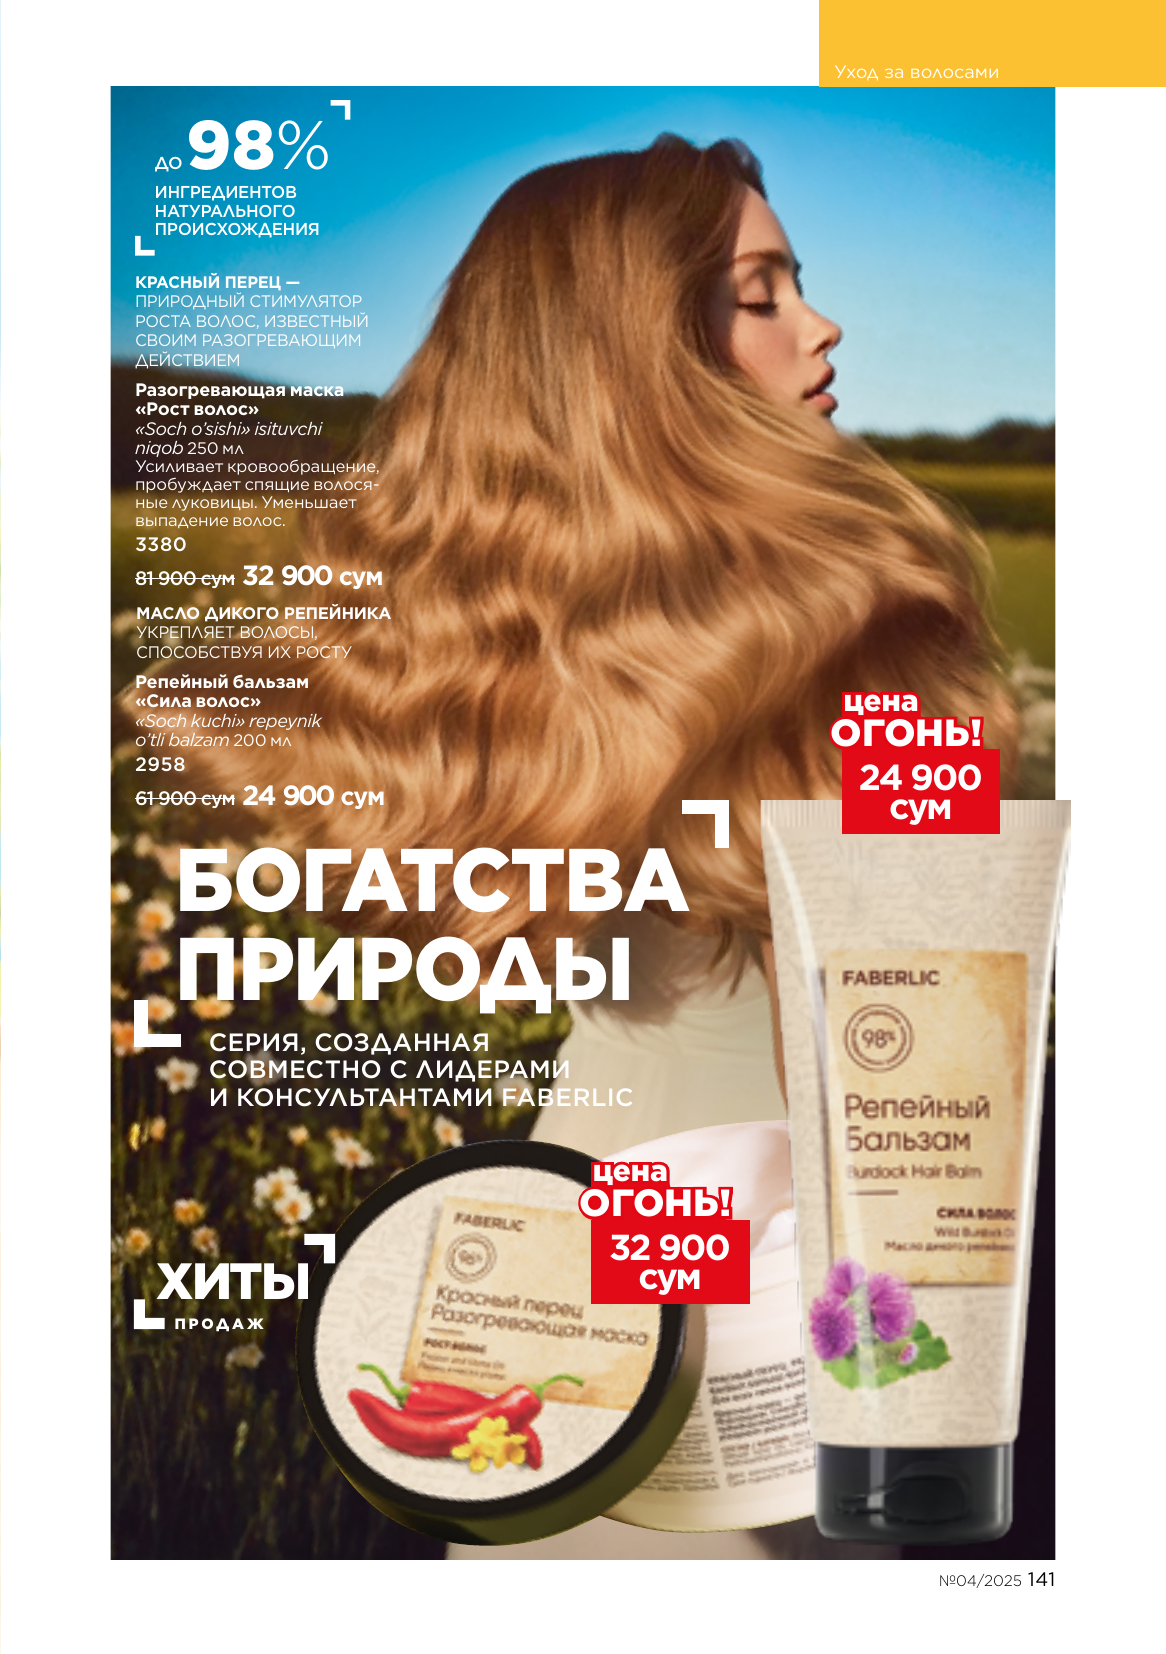 Уход за волосами
ДО 98%
ИНГРЕДИЕНТОВ
НАТУРАЛЬНОГО
ПРОИСХОЖДЕНИЯ
КРАСНЫЙ ПЕРЕЦ —
ПРИРОДНЫЙ СТИМУЛЯТОР
РОСТА ВОЛОС, ИЗВЕСТНЫЙ
СВОИМ РАЗОГРЕВАЮЩИМ
ДЕЙСТВИЕМ
Разогревающая маска
«Рост волос»
«Soch o‘sishi» isituvchi
niqob 250 мл
Усиливает кровообращение,
пробуждает спящие волося-
ные луковицы. Уменьшает
выпадение волос.
3380
81 900 сум 32 900 сум
МАСЛО ДИКОГО РЕПЕЙНИКА
УКРЕПЛЯЕТ ВОЛОСЫ,
СПОСОБСТВУЯ ИХ РОСТУ
Репейный бальзам
«Сила волос»
«Soch kuchi» repeynik
o‘tli balzam 200 мл
2958
61 900 сум 24 900 сум
цена
ОГОНЬ!
24 900
сум
БОГАТСТВА
ПРИРОДЫ
СЕРИЯ, СОЗДАННАЯ
СОВМЕСТНО С ЛИДЕРАМИ
И КОНСУЛЬТАНТАМИ FABERLIC
FABERLIC
98%
Репейный
Бальзам
Burdock Hair Balm
СИЛА ВОЛОС
Wild Burdock Oil
Масло дикого репейника
цена
ОГОНЬ!
32 900
сум
FABERLIC
96%
Красный перец
Разогревающая маска
РОСТ ВОЛОС
ХИТЫ
ПРОДАЖ
№04/2025 141